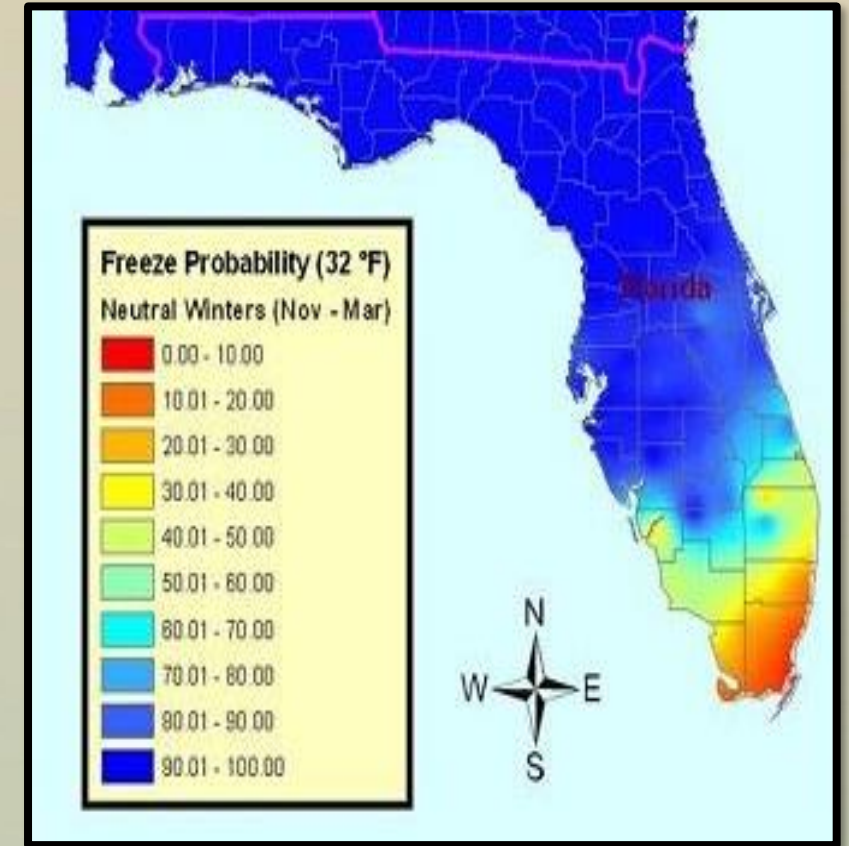 Florida
Freeze Probability (32 °F)
Neutral Winters (Nov - Mar)
0.00 - 10.00
10.01 - 20.00
20.01 - 30.00
30.01 - 40.00
40.01 - 50.00
50.01 - 60.00
60.01 - 70.00
70.01 - 80.00
80.01 - 90.00
90.01 - 100.00
N
W E
S